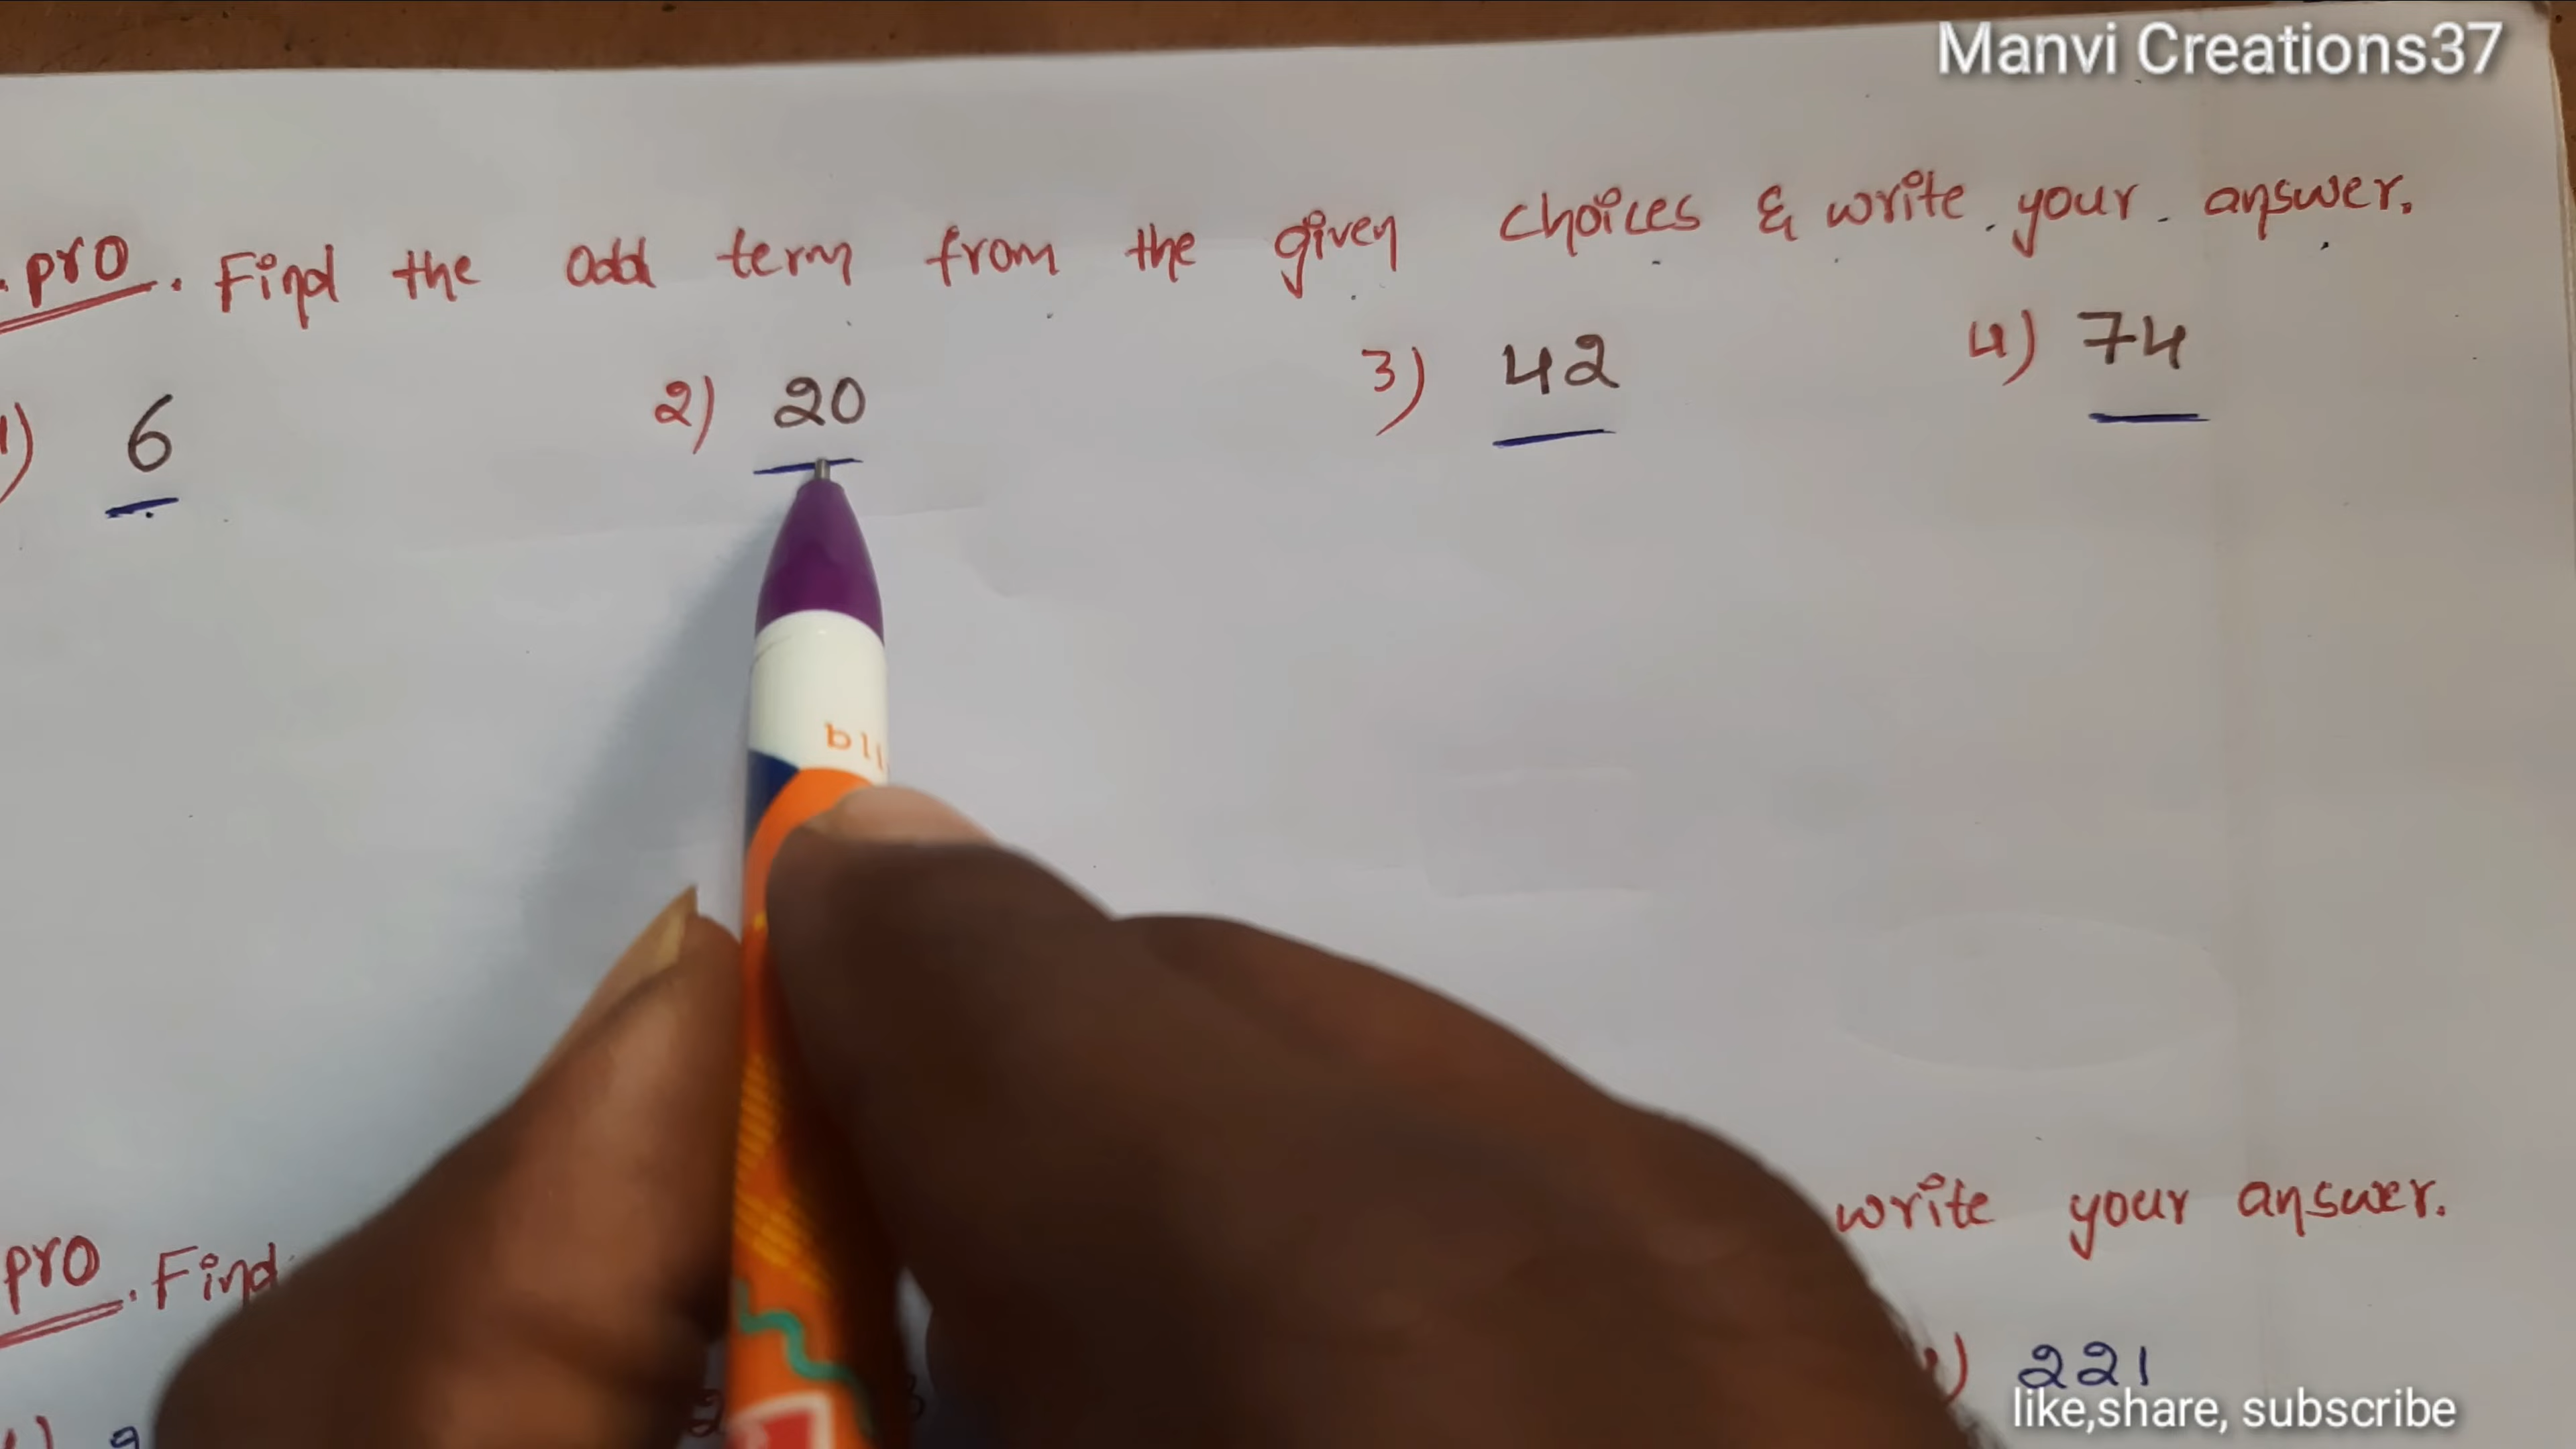 Manvi Creations37
pro. Find the odd term from the given choices & write your answer.
1) 6 2) 20 3) 42 4) 74
pro. Find write your answer.
221
like,share, subscribe